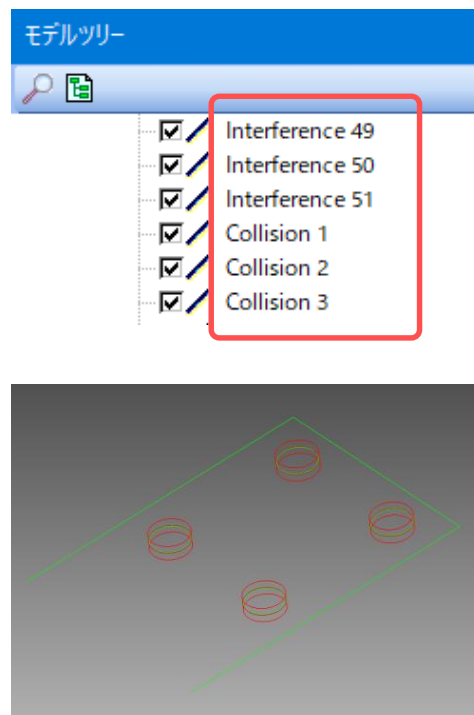 モデルツリー
Interference 49
Interference 50
Interference 51
Collision 1
Collision 2
Collision 3